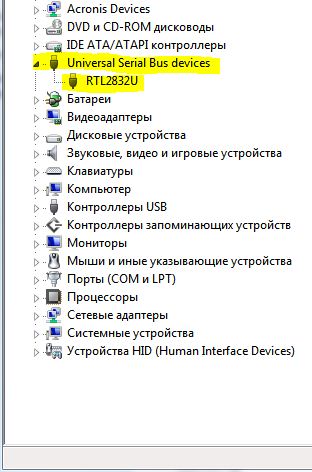 Acronis Devices
DVD и CD-ROM дисководы
IDE ATA/ATAPI контроллеры
Universal Serial Bus devices
RTL2832U
Батареи
Видеоадаптеры
Дисковые устройства
Звуковые, видео и игровые устройства
Клавиатуры
Компьютер
Контроллеры USB
Контроллеры запоминающих устройств
Мониторы
Мыши и иные указывающие устройства
Порты (COM и LPT)
Процессоры
Сетевые адаптеры
Системные устройства
Устройства HID (Human Interface Devices)